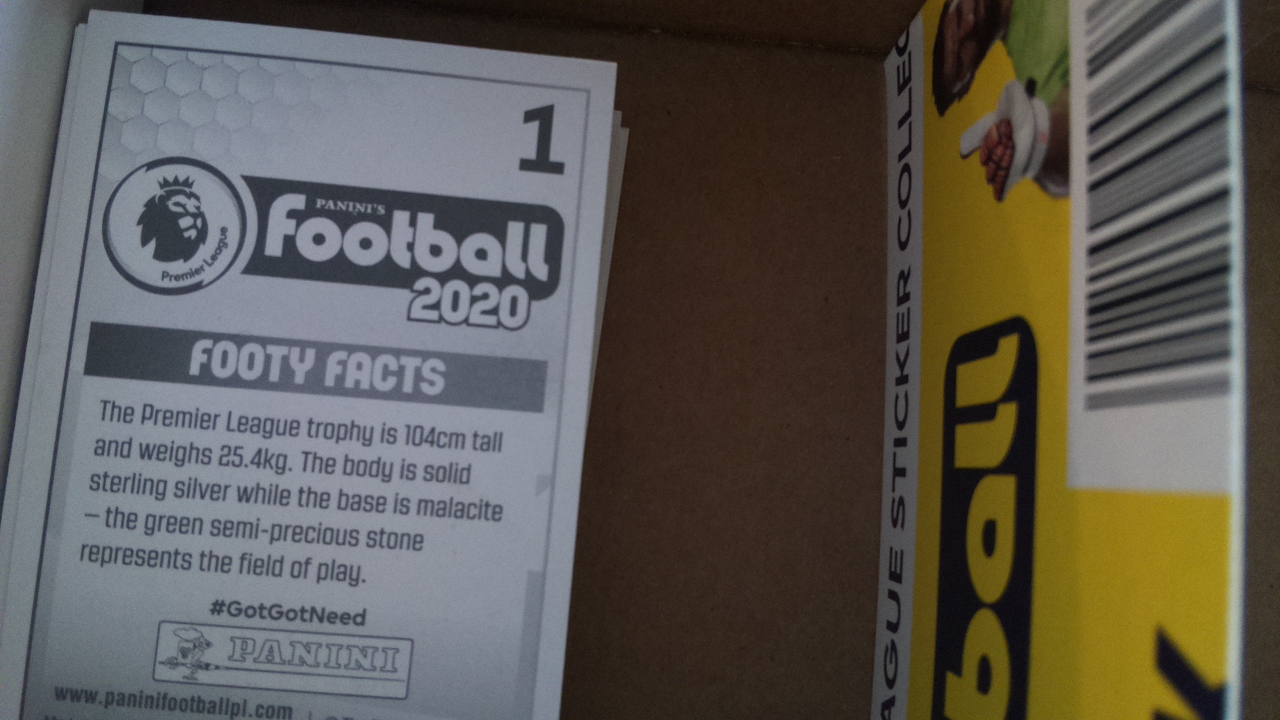 1
Premier League
PANINI'S
football
2020
FOOTY FACTS
The Premier League trophy is 104cm tall
and weighs 25.4kg. The body is solid
sterling silver while the base is malacite
– the green semi-precious stone
represents the field of play.
#GotGotNeed
PANINI
www.paninifootballpl.com |
AGUE STICKER COLLEC
ball